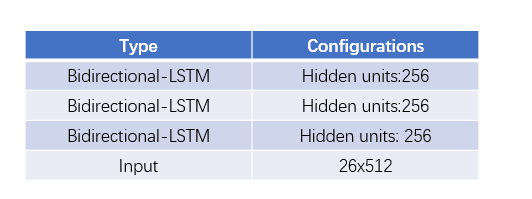 Type Configurations
Bidirectional-LSTM Hidden units:256
Bidirectional-LSTM Hidden units:256
Bidirectional-LSTM Hidden units: 256
Input 26x512